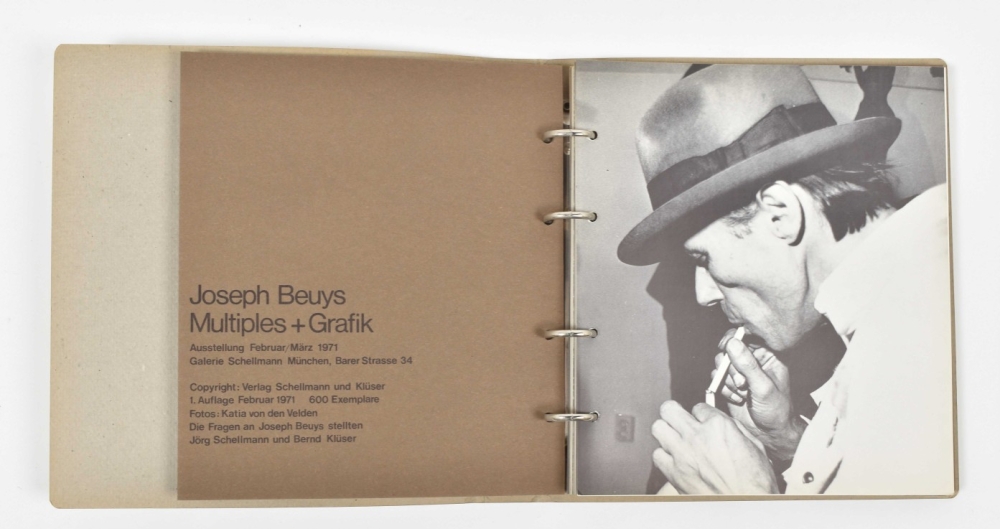 Joseph Beuys
Multiples + Grafik
Ausstellung Februar/März 1971
Galerie Schellmann München, Barer Strasse 34
Copyright: Verlag Schellmann und Klüser
1. Auflage Februar 1971 600 Exemplare
Fotos: Katia von den Velden
Die Fragen an Joseph Beuys stellten
Jörg Schellmann und Bernd Klüser